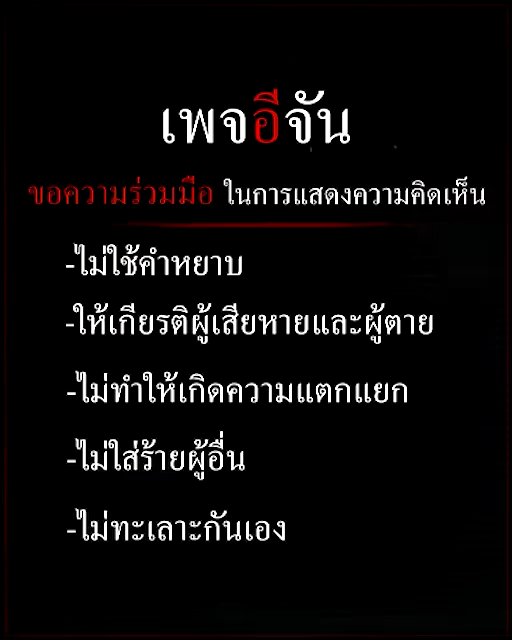 เพจอีจัน
ขอความร่วมมือ ในการแสดงความคิดเห็น
-ไม่ใช้คำหยาบ
-ให้เกียรติผู้เสียหายและผู้ตาย
-ไม่ทำให้เกิดความแตกแยก
-ไม่ใส่ร้ายผู้อื่น
-ไม่ทะเลาะกันเอง